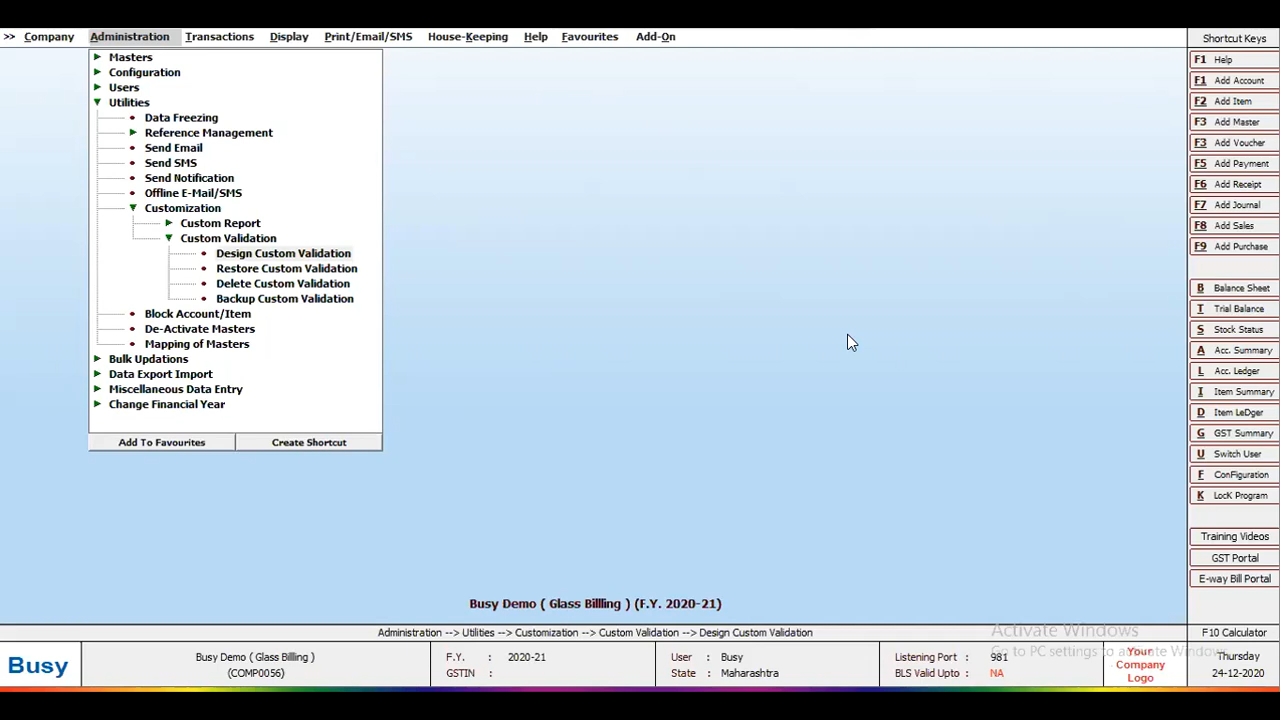 >> Company Administration Transactions Display Print/Email/SMS House-Keeping Help Favourites Add-On
Masters
Configuration
Users
Utilities
Data Freezing
Reference Management
Send Email
Send SMS
Send Notification
Offline E-Mail/SMS
Customization
Custom Report
Custom Validation
Design Custom Validation
Restore Custom Validation
Delete Custom Validation
Backup Custom Validation
Block Account/Item
De-Activate Masters
Mapping of Masters
Bulk Updations
Data Export Import
Miscellaneous Data Entry
Change Financial Year
Add To Favourites Create Shortcut
Shortcut Keys
F1 Help
F1 Add Account
F2 Add Item
F3 Add Master
F3 Add Voucher
F5 Add Payment
F6 Add Receipt
F7 Add Journal
F8 Add Sales
F9 Add Purchase
B Balance Sheet
T Trial Balance
S Stock Status
A Acc. Summary
L Acc. Ledger
I Item Summary
D Item LeDger
G GST Summary
U Switch User
F ConFiguration
K LocK Program
Training Videos
GST Portal
E-way Bill Portal
Busy Demo ( Glass Billling ) (F.Y. 2020-21)
Administration --> Utilities --> Customization --> Custom Validation --> Design Custom Validation
F10 Calculator
Activate Windows
Go to PC settings to activate Windows.
Busy
Busy Demo ( Glass Billing )
(COMP0056)
F.Y. : 2020-21
GSTIN :
User : Busy
State : Maharashtra
Listening Port : 981
BLS Valid Upto : NA
Your
Company
Logo
Thursday
24-12-2020